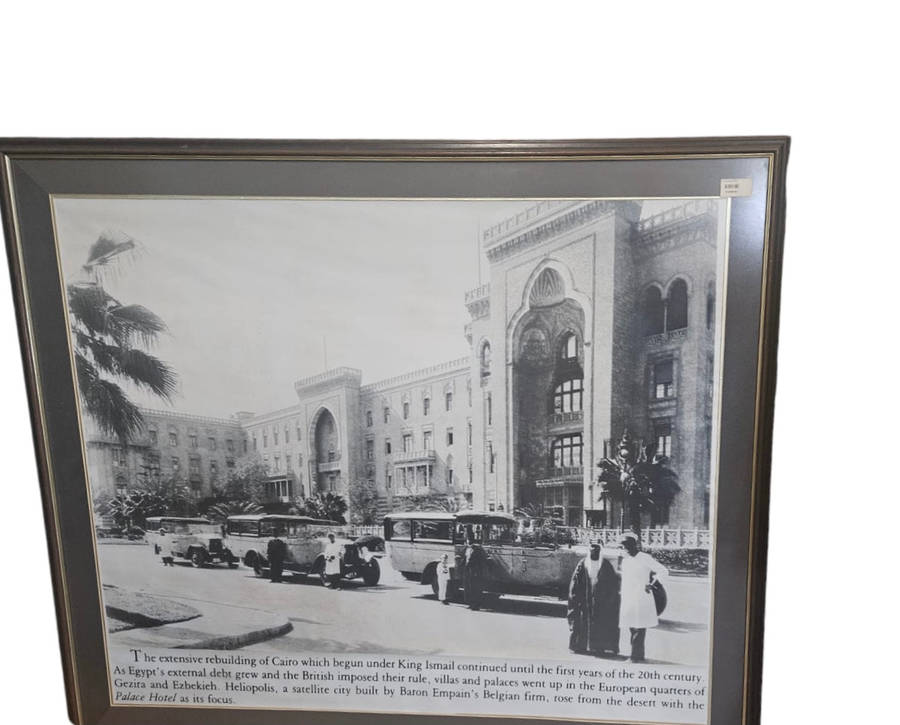 The extensive rebuilding of Cairo which begun under King Ismail continued until the first years of the 20th century.
As Egypt's external debt grew and the British imposed their rule, villas and palaces went up in the European quarters of
Gezira and Ezbekieh. Heliopolis, a satellite city built by Baron Empain's Belgian firm, rose from the desert with the
Palace Hotel as its focus.